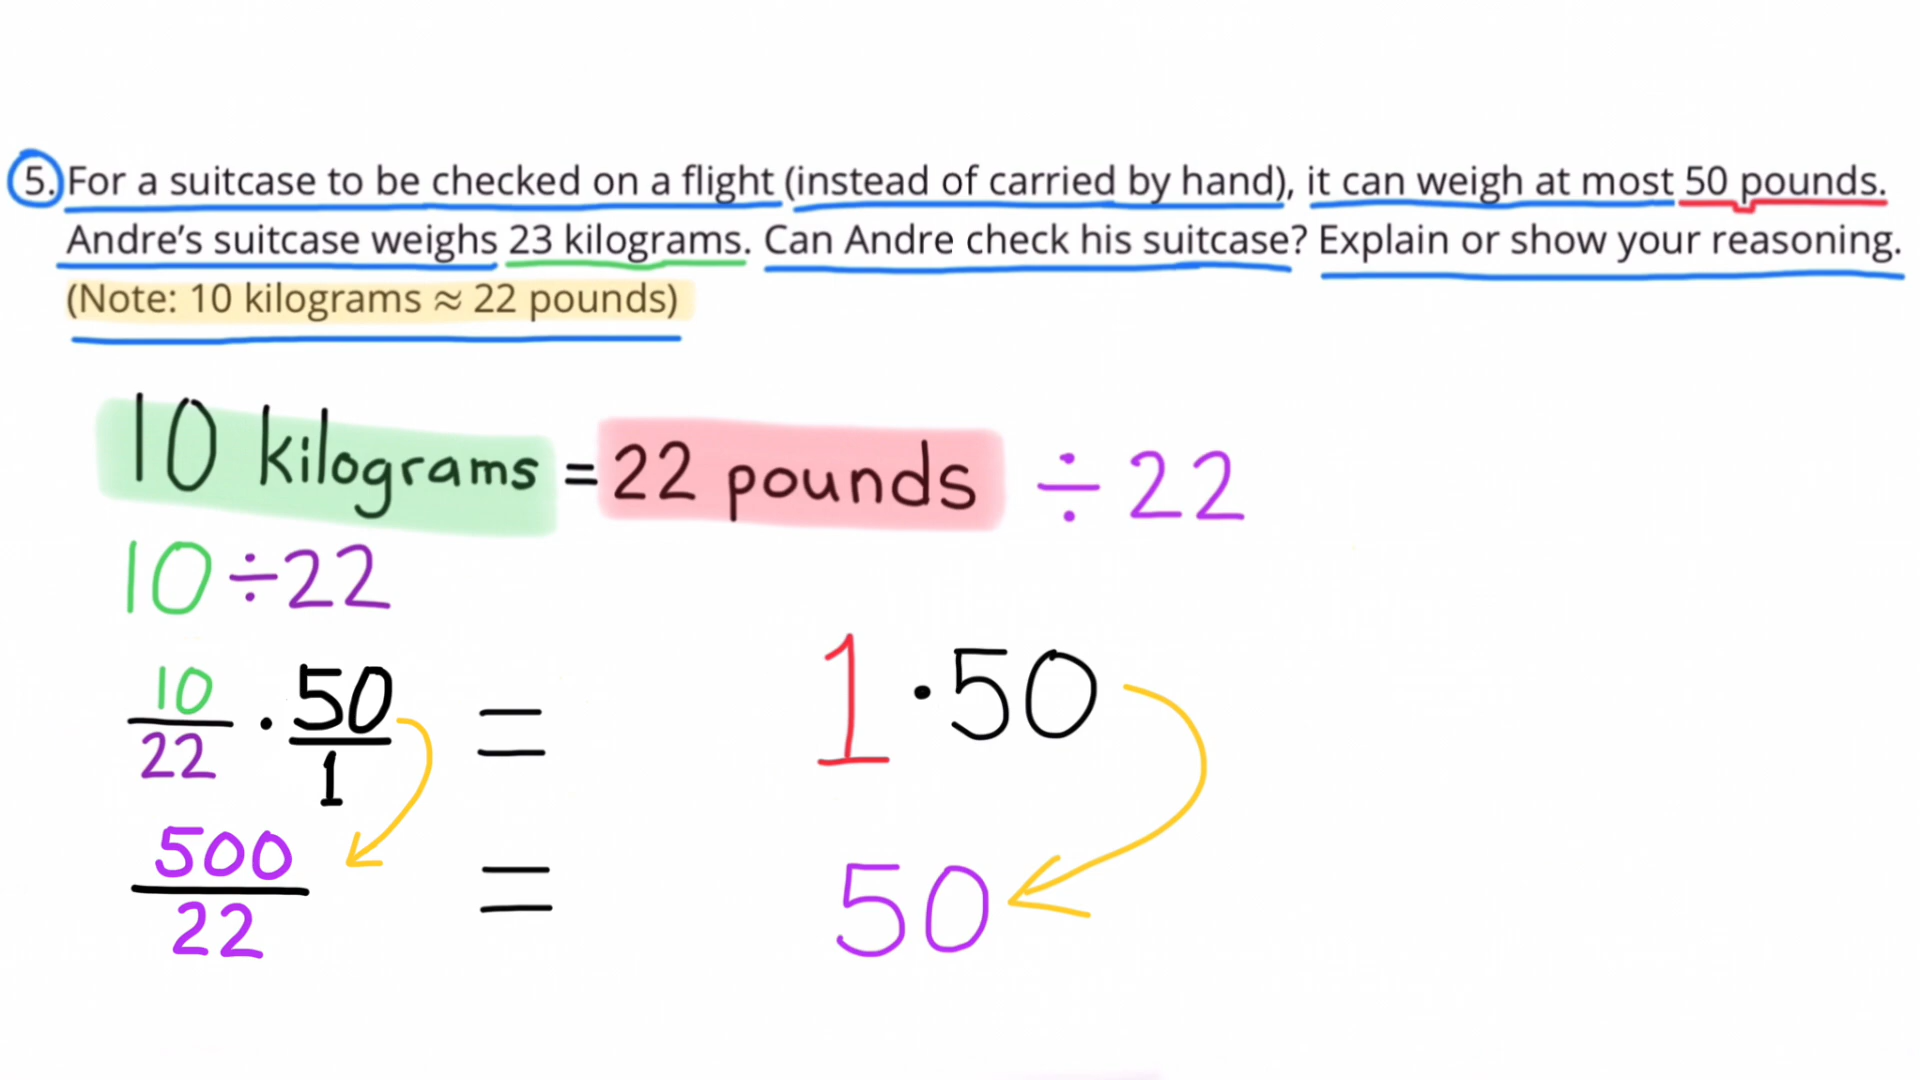 5. For a suitcase to be checked on a flight (instead of carried by hand), it can weigh at most 50 pounds.
Andre's suitcase weighs 23 kilograms. Can Andre check his suitcase? Explain or show your reasoning.
(Note: 10 kilograms ≈ 22 pounds)
10 kilograms = 22 pounds ÷ 22
10 ÷ 22
10/22 · 50/1 = 1 · 50
500/22 = 50